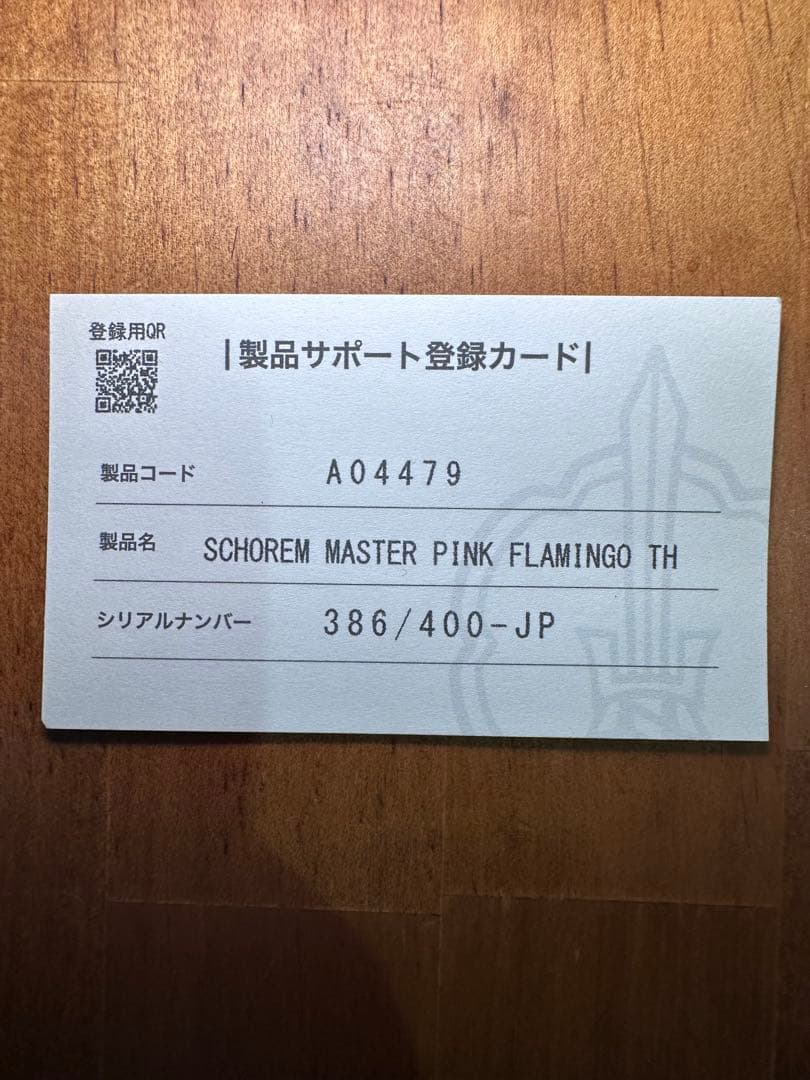 登録用QR
|製品サポート登録カード|
製品コード A04479
製品名 SCHOREM MASTER PINK FLAMINGO TH
シリアルナンバー 386/400-JP